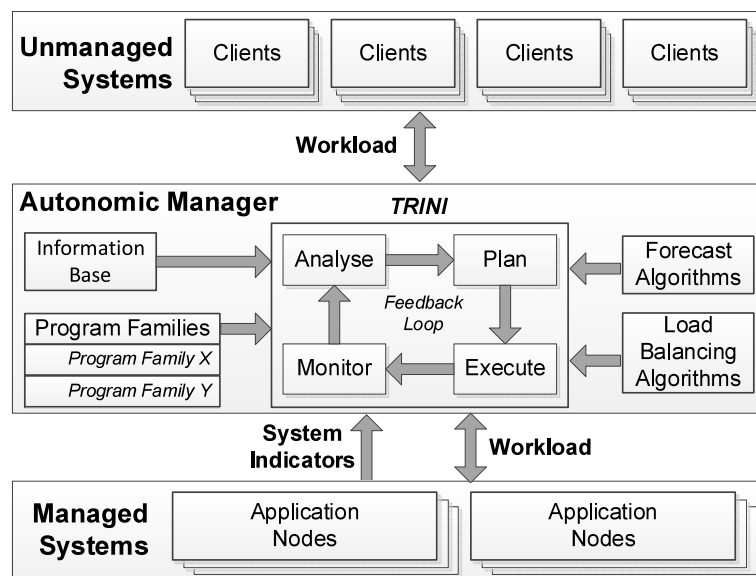 Unmanaged
Systems
Clients
Clients
Clients
Clients
Workload
Autonomic Manager
TRINI
Information
Base
Program Families
Program Family X
Program Family Y
Analyse
Plan
Feedback
Loop
Monitor
Execute
Forecast
Algorithms
Load
Balancing
Algorithms
System
Indicators
Workload
Managed
Systems
Application
Nodes
Application
Nodes